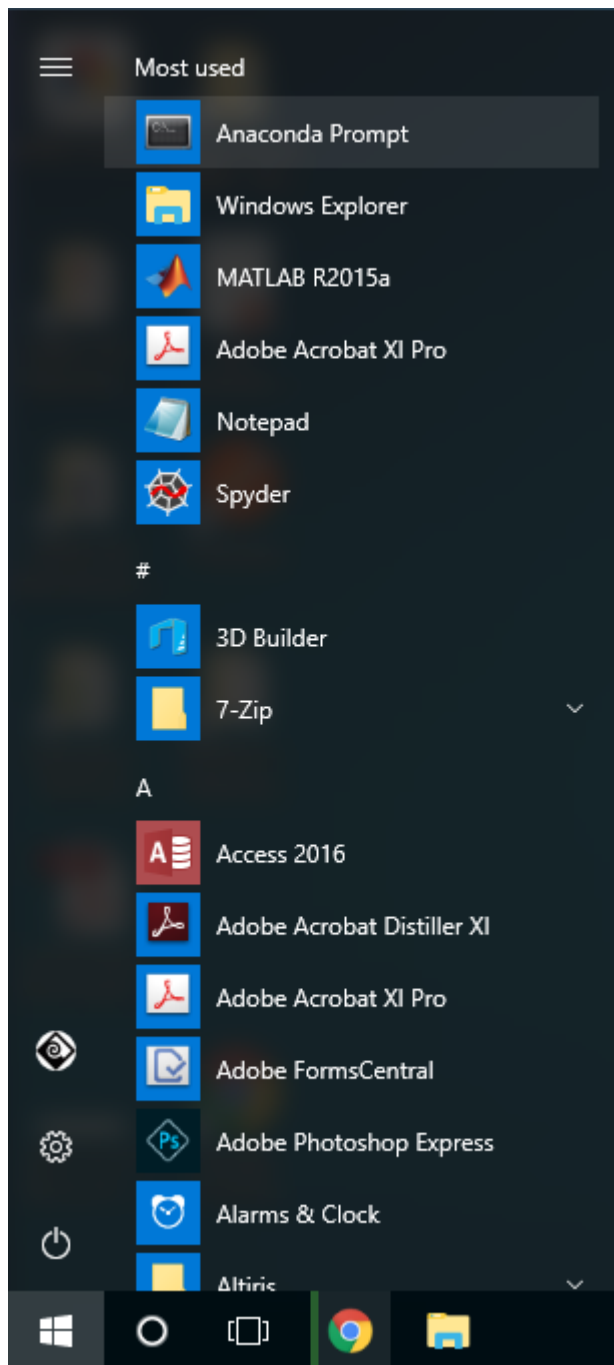 Most used
Anaconda Prompt
Windows Explorer
MATLAB R2015a
Adobe Acrobat XI Pro
Notepad
Spyder
#
3D Builder
7-Zip
A
Access 2016
Adobe Acrobat Distiller XI
Adobe Acrobat XI Pro
Adobe FormsCentral
Adobe Photoshop Express
Alarms & Clock
Altiris